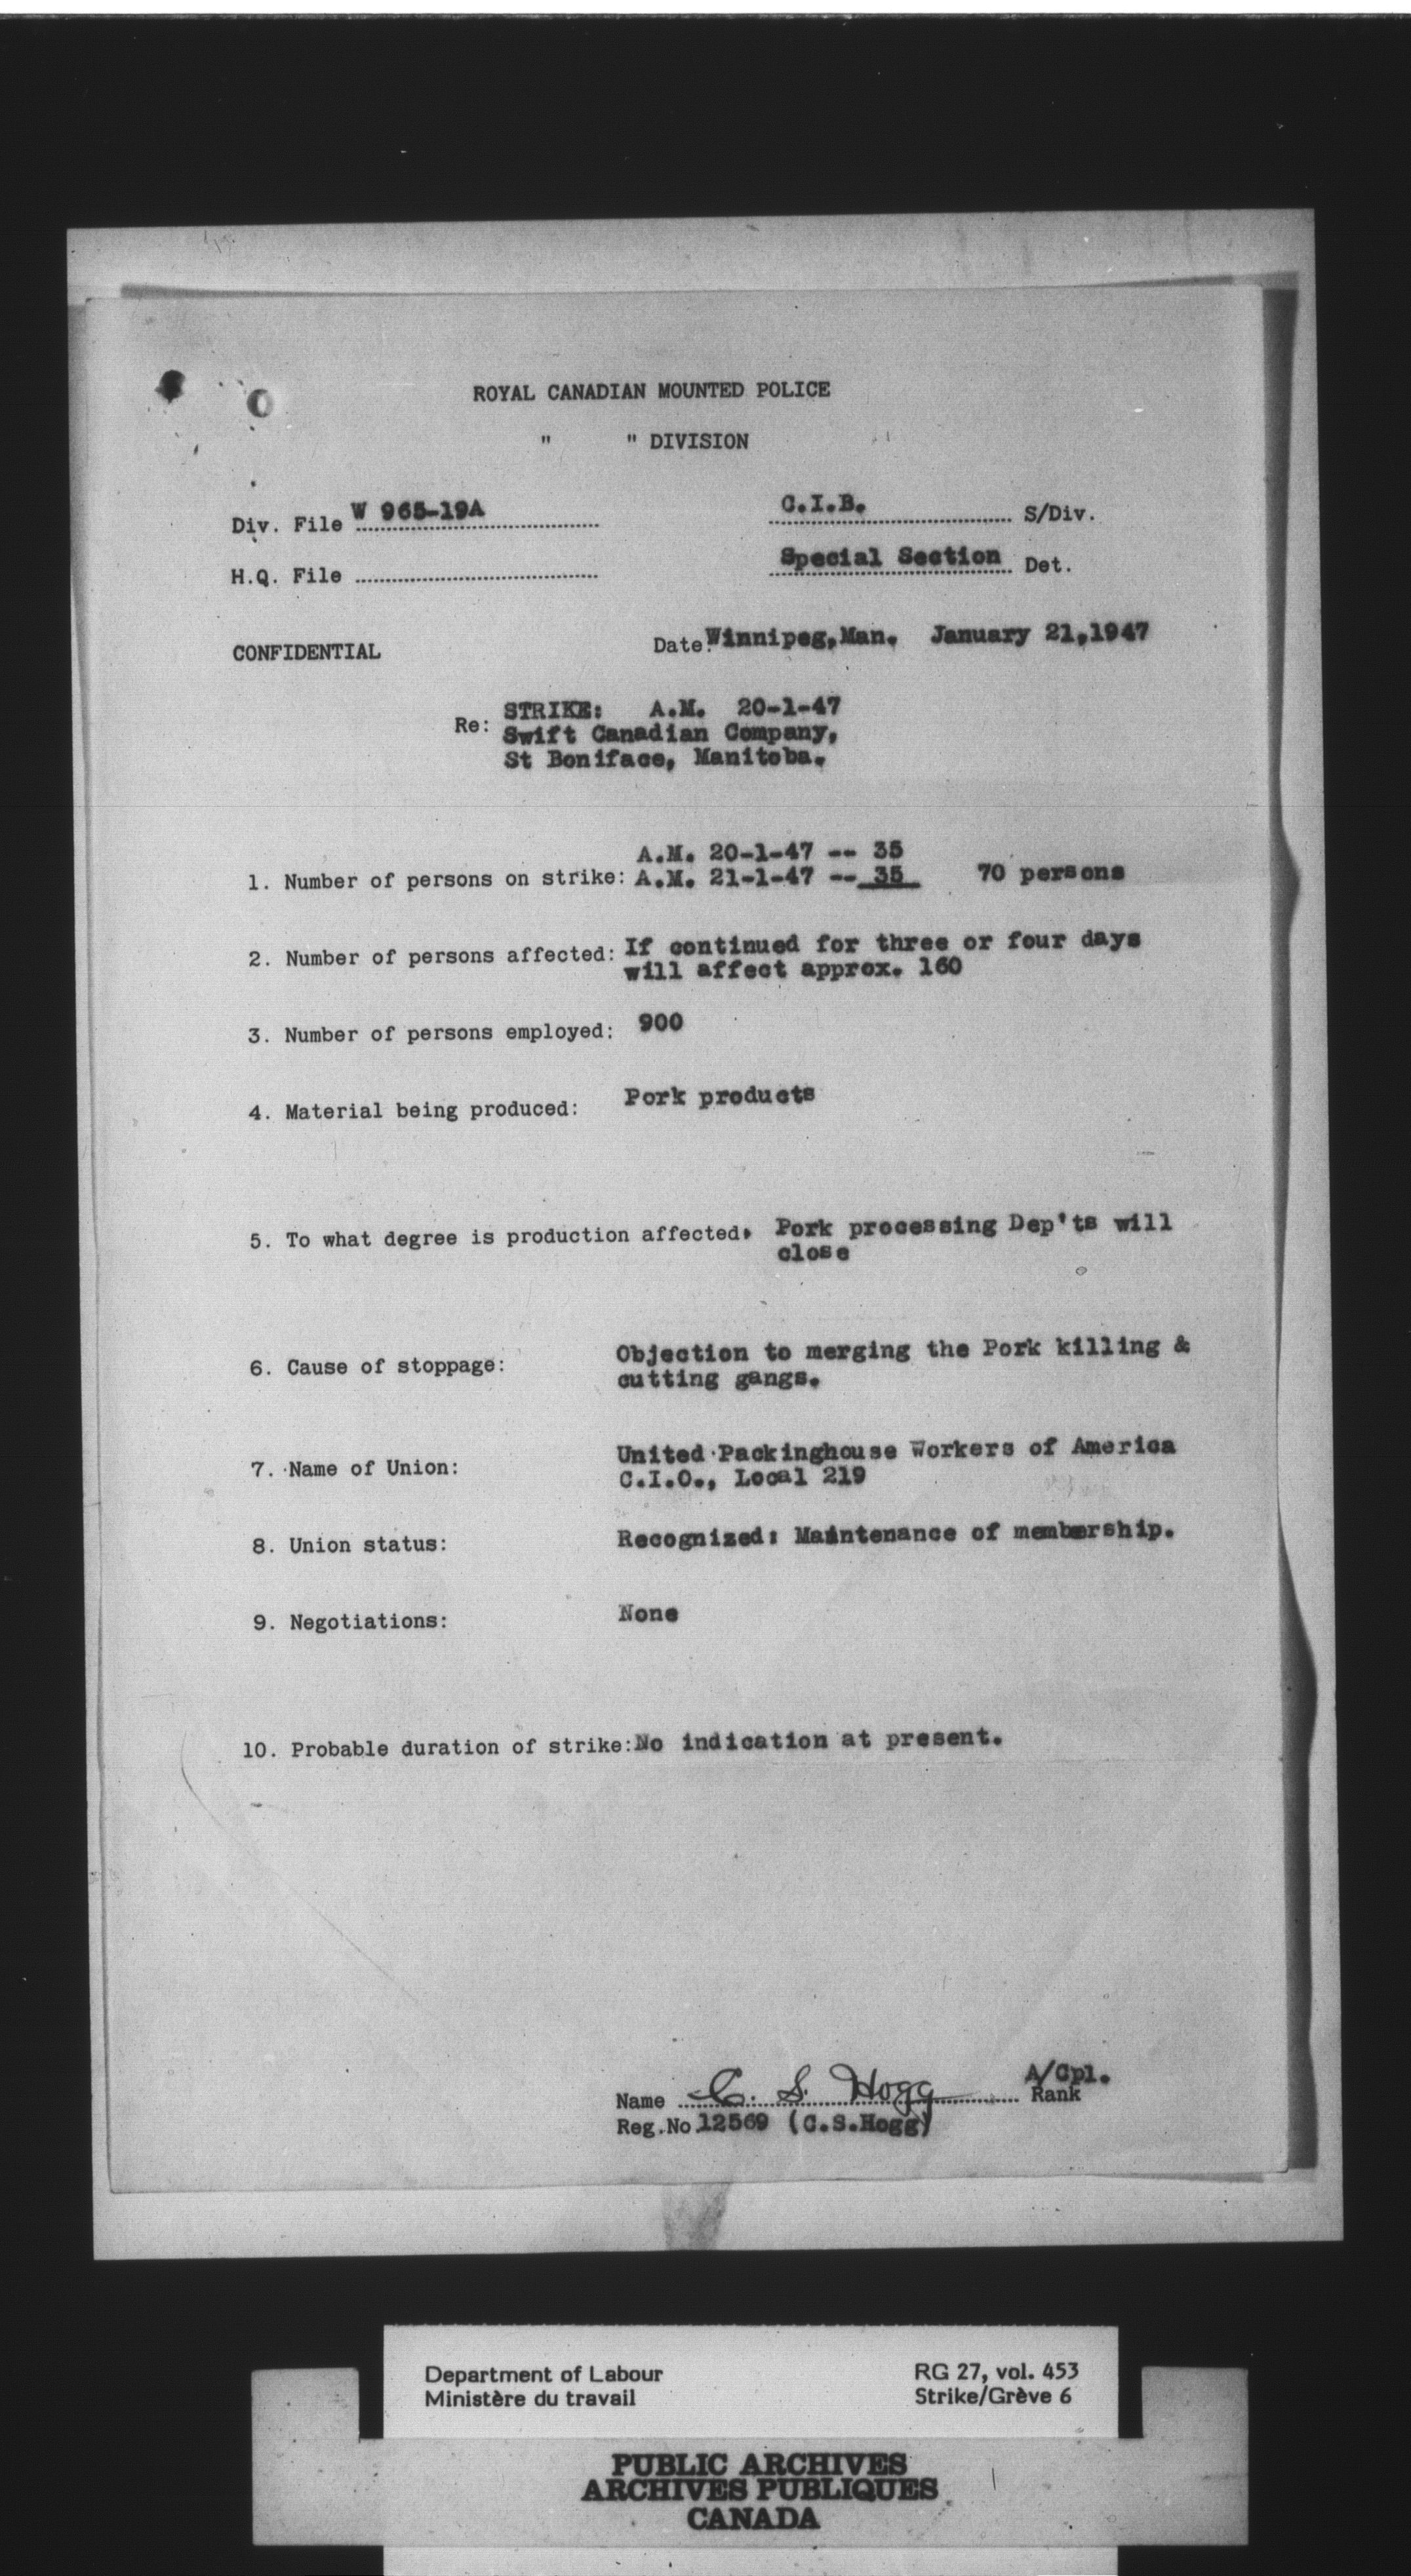 ROYAL CANADIAN MOUNTED POLICE
" " DIVISION
Div. File W 965-19A C.I.B. S/Div.
H.Q. File Special Section Det.
CONFIDENTIAL Date Winnipeg,Man. January 21,1947
Re: STRIKE: A.M. 20-1-47
Swift Canadian Company,
St Boniface, Manitoba.
A.M. 20-1-47 -- 35
1. Number of persons on strike: A.M. 21-1-47 -- 35 70 persons
2. Number of persons affected: If continued for three or four days
will affect approx. 160
3. Number of persons employed: 900
4. Material being produced: Pork products
5. To what degree is production affected. Pork processing Dep'ts will
close
6. Cause of stoppage: Objection to merging the Pork killing &
cutting gangs.
7. Name of Union: United Packinghouse Workers of America
C.I.O., Local 219
8. Union status: Recognized: Maintenance of membership.
9. Negotiations: None
10. Probable duration of strike: No indication at present.
Name C. S. Hogg A/Cpl.
Rank
Reg.No.12569 (C.S.Hogg)
Department of Labour RG 27, vol. 453
Ministère du travail Strike/Grève 6
PUBLIC ARCHIVES
ARCHIVES PUBLIQUES
CANADA